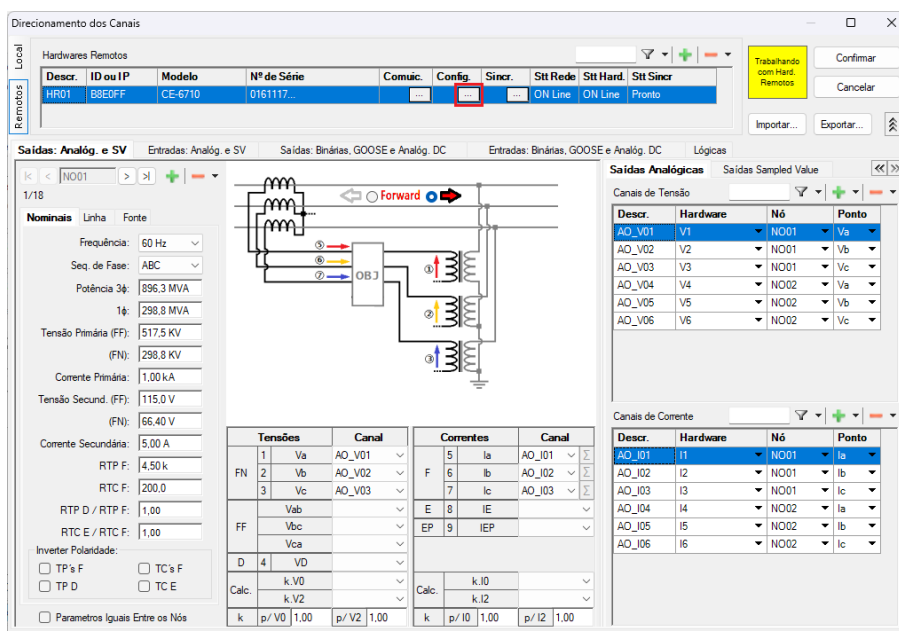 Direcionamento dos Canais
Local
Remotos
Hardwares Remotos
Descr. ID ou IP Modelo Nº de Série Comuic. Config. Sincr. Stt Rede Stt Hard. Stt Sincr
HR01 B8E0FF CE-6710 0161117... ... ... ... ON Line ON Line Pronto
Trabalhando
com Hard.
Remotos
Confirmar
Cancelar
Importar... Exportar...
Saídas: Analóg. e SV Entradas: Analóg. e SV Saídas: Binárias, GOOSE e Analóg. DC Entradas: Binárias, GOOSE e Analóg. DC Lógicas
NO01
1/18
Nominais Linha Fonte
Frequência: 60 Hz
Seq. de Fase: ABC
Potência 3ϕ: 896,3 MVA
1ϕ: 298,8 MVA
Tensão Primária (FF): 517,5 KV
(FN): 298,8 KV
Corrente Primária: 1,00 kA
Tensão Secund. (FF): 115,0 V
(FN): 66,40 V
Corrente Secundária: 5,00 A
RTP F: 4,50k
RTC F: 200,0
RTP D / RTP F: 1,00
RTC E / RTC F: 1,00
Inverter Polaridade:
TP's F TC's F
TP D TC E
Parametros Iguais Entre os Nós
Forward
⑤
⑥
⑦
OBJ
①
②
③
Tensões Canal
FN
1 Va AO_V01
2 Vb AO_V02
3 Vc AO_V03
FF
Vab
Vbc
Vca
D 4 VD
Calc.
k.V0
k.V2
k p/ V0 1,00 p/ V2 1,00
Correntes Canal
F
5 Ia AO_I01 Σ
6 Ib AO_I02 Σ
7 Ic AO_I03 Σ
E 8 IE
EP 9 IEP
Calc.
k.I0
k.I2
k p/ I0 1,00 p/ I2 1,00
Saídas Analógicas Saídas Sampled Value
Canais de Tensão
Descr. Hardware Nó Ponto
AO_V01 V1 NO01 Va
AO_V02 V2 NO01 Vb
AO_V03 V3 NO01 Vc
AO_V04 V4 NO02 Va
AO_V05 V5 NO02 Vb
AO_V06 V6 NO02 Vc
Canais de Corrente
Descr. Hardware Nó Ponto
AO_I01 I1 NO01 Ia
AO_I02 I2 NO01 Ib
AO_I03 I3 NO01 Ic
AO_I04 I4 NO02 Ia
AO_I05 I5 NO02 Ib
AO_I06 I6 NO02 Ic